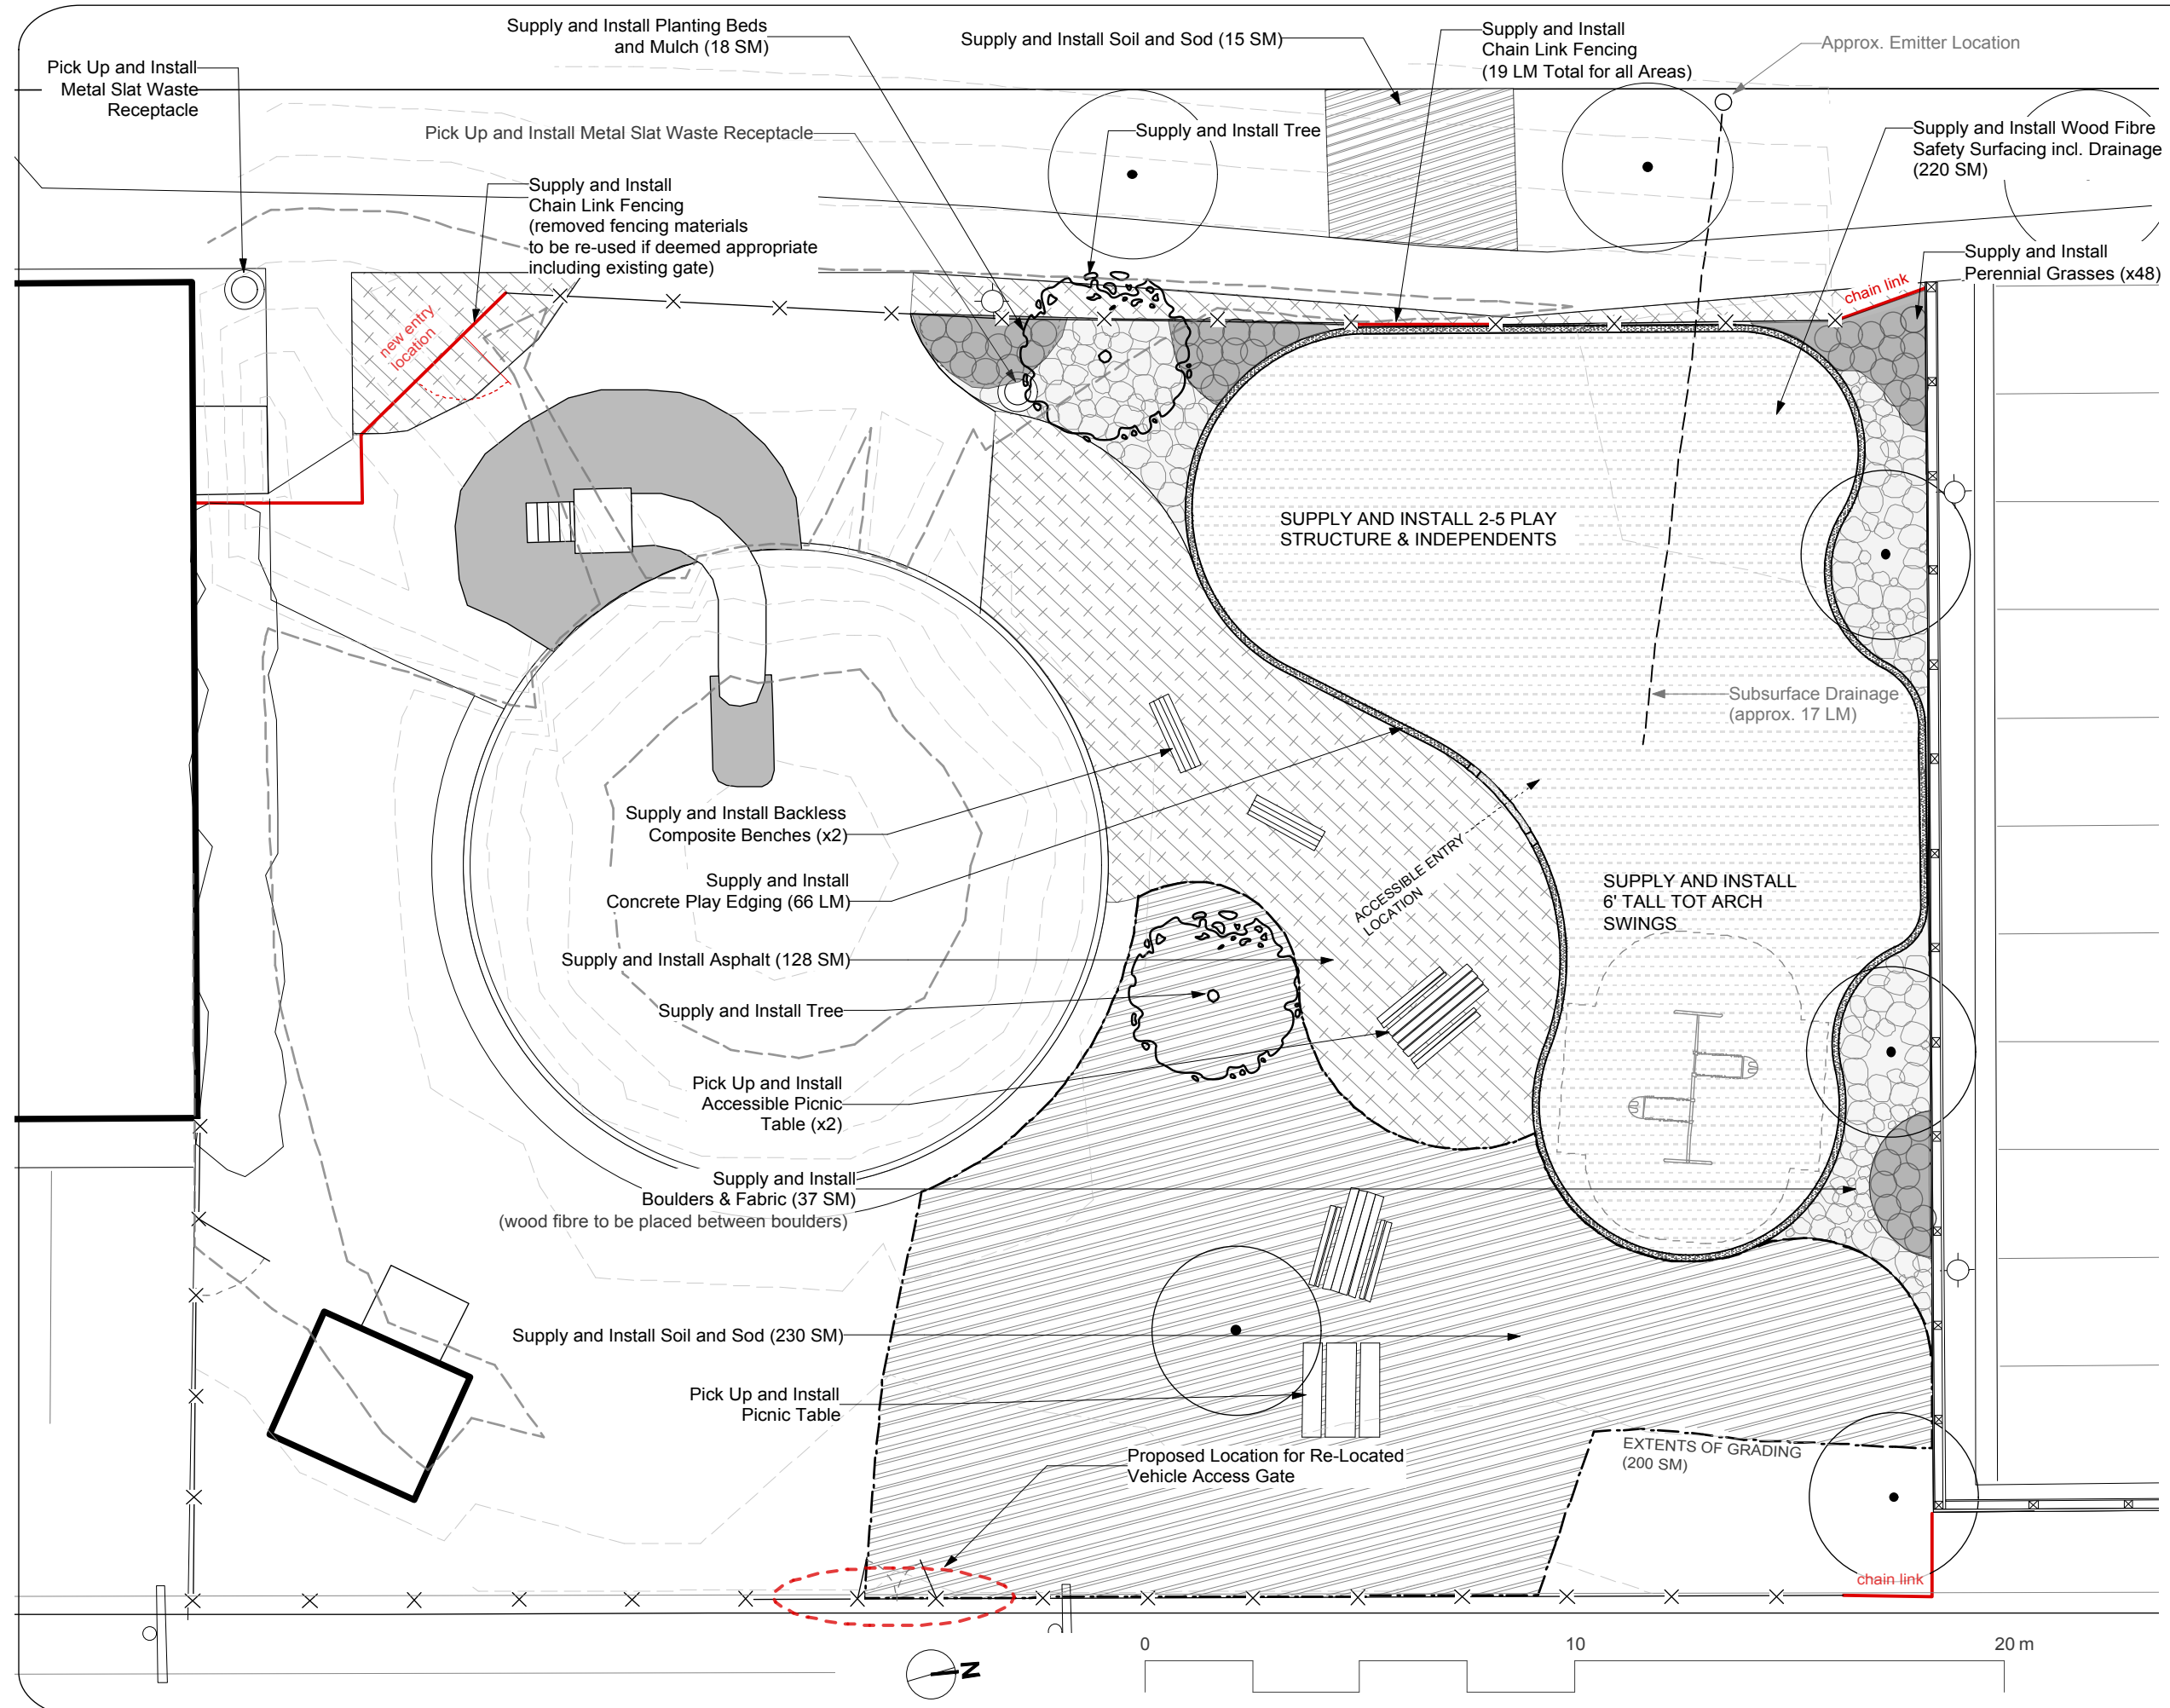 Supply and Install Planting Beds
and Mulch (18 SM)
Supply and Install Soil and Sod (15 SM)
Supply and Install
Chain Link Fencing
(19 LM Total for all Areas)
Approx. Emitter Location
Pick Up and Install
Metal Slat Waste
Receptacle
Pick Up and Install Metal Slat Waste Receptacle
Supply and Install Tree
Supply and Install Wood Fibre
Safety Surfacing incl. Drainage
(220 SM)
Supply and Install
Chain Link Fencing
(removed fencing materials
to be re-used if deemed appropriate
including existing gate)
Supply and Install
Perennial Grasses (x48)
chain link
new entry
location
SUPPLY AND INSTALL 2-5 PLAY
STRUCTURE & INDEPENDENTS
Subsurface Drainage
(approx. 17 LM)
Supply and Install Backless
Composite Benches (x2)
Supply and Install
Concrete Play Edging (66 LM)
ACCESSIBLE ENTRY
LOCATION
SUPPLY AND INSTALL
6' TALL TOT ARCH
SWINGS
Supply and Install Asphalt (128 SM)
Supply and Install Tree
Pick Up and Install
Accessible Picnic
Table (x2)
Supply and Install
Boulders & Fabric (37 SM)
(wood fibre to be placed between boulders)
Supply and Install Soil and Sod (230 SM)
Pick Up and Install
Picnic Table
Proposed Location for Re-Located
Vehicle Access Gate
EXTENTS OF GRADING
(200 SM)
chain link
N
0 10 20 m